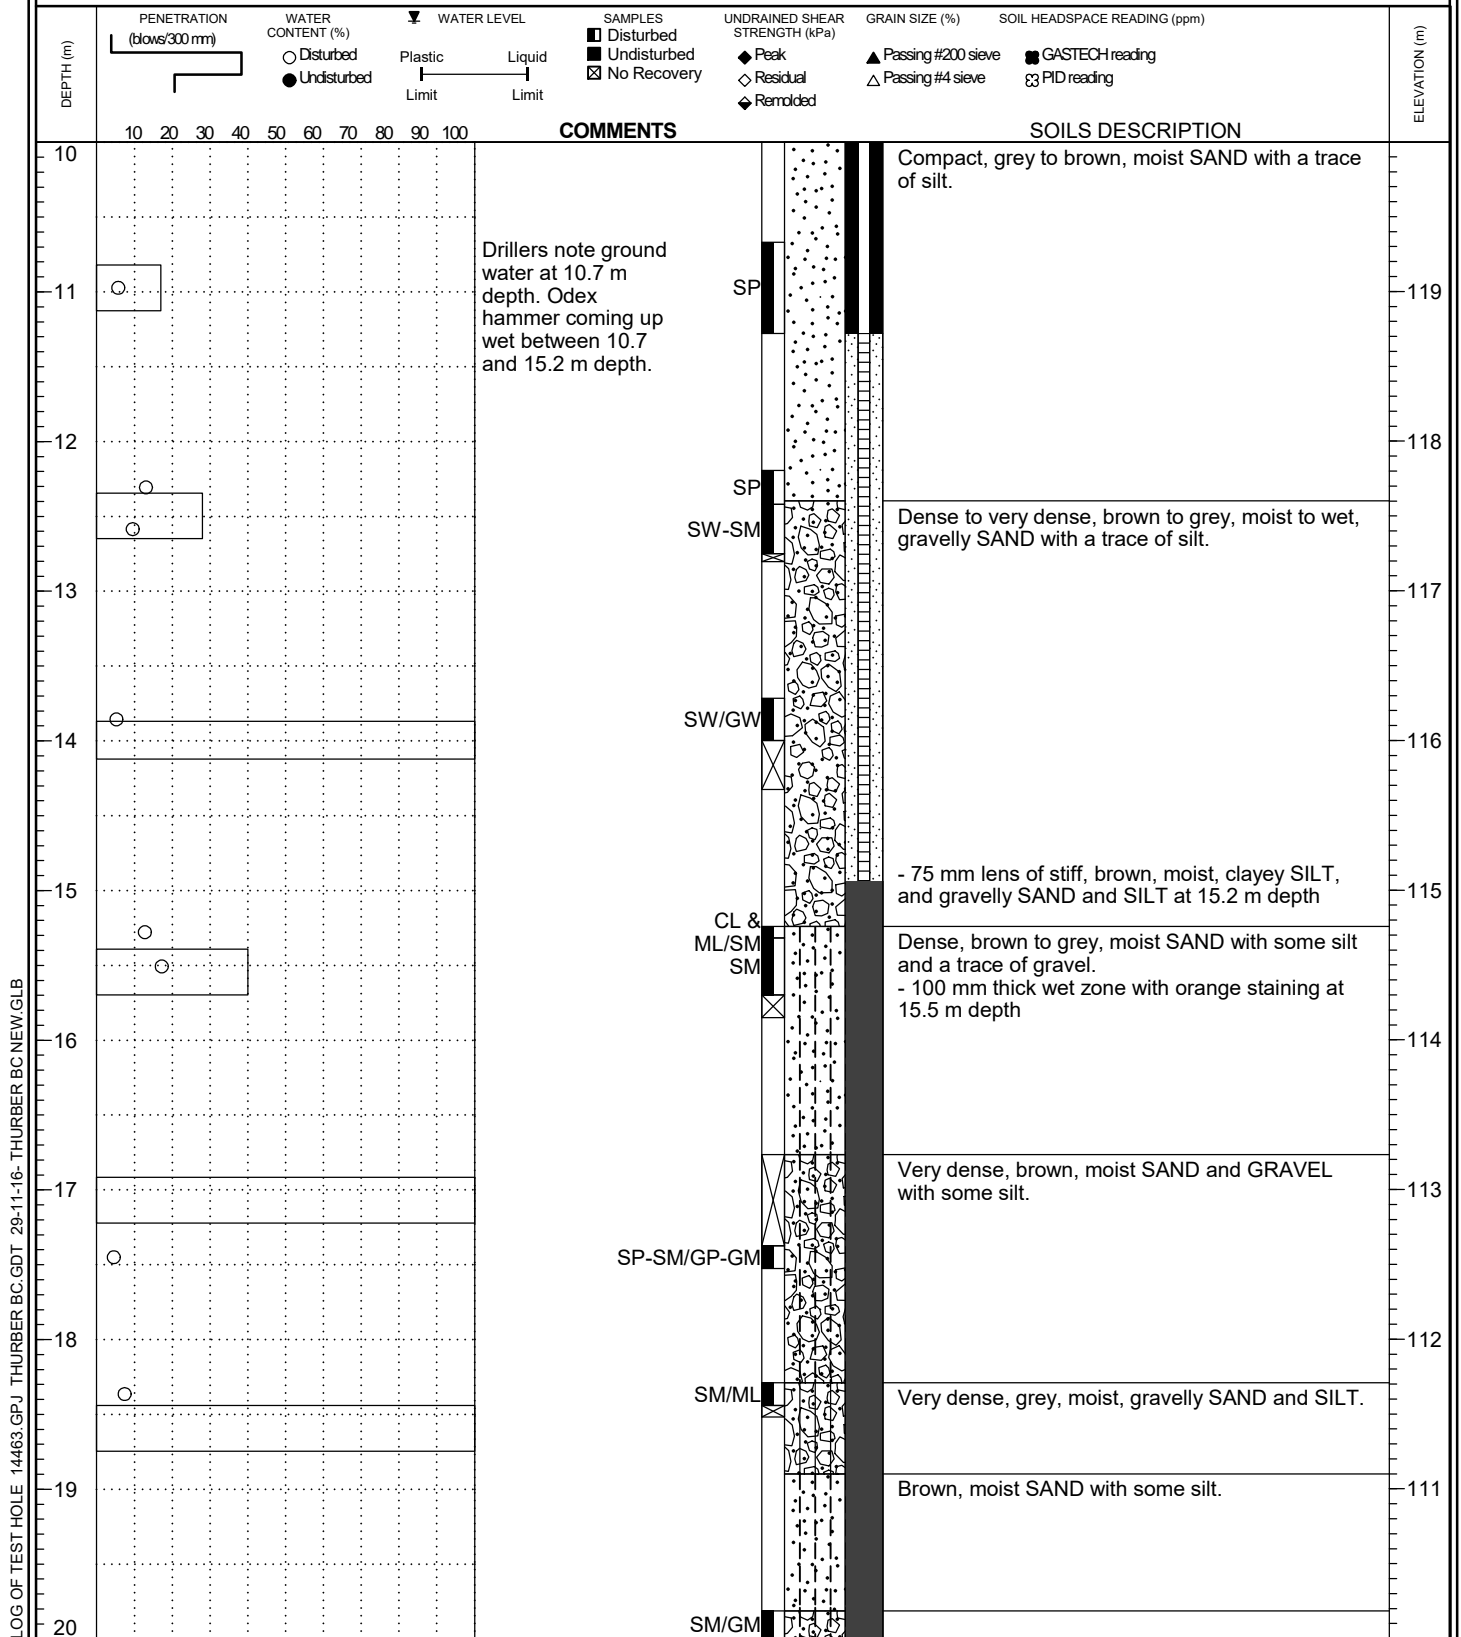 PENETRATION
(blows/300 mm)
WATER
CONTENT (%)
Disturbed
Undisturbed
WATER LEVEL
Plastic Liquid
Limit Limit
SAMPLES
Disturbed
Undisturbed
No Recovery
UNDRAINED SHEAR
STRENGTH (kPa)
Peak
Residual
Remolded
GRAIN SIZE (%)
Passing #200 sieve
Passing #4 sieve
SOIL HEADSPACE READING (ppm)
GASTECH reading
PID reading
DEPTH (m)
ELEVATION (m)
10 20 30 40 50 60 70 80 90 100
COMMENTS
SOILS DESCRIPTION
10
Compact, grey to brown, moist SAND with a trace
of silt.
Drillers note ground
water at 10.7 m
depth. Odex
hammer coming up
wet between 10.7
and 15.2 m depth.
11
SP
119
12
118
SP
SW-SM
Dense to very dense, brown to grey, moist to wet,
gravelly SAND with a trace of silt.
13
117
SW/GW
14
116
- 75 mm lens of stiff, brown, moist, clayey SILT,
and gravelly SAND and SILT at 15.2 m depth
15
115
CL &
ML/SM
SM
Dense, brown to grey, moist SAND with some silt
and a trace of gravel.
- 100 mm thick wet zone with orange staining at
15.5 m depth
16
114
Very dense, brown, moist SAND and GRAVEL
with some silt.
17
113
SP-SM/GP-GM
18
112
SM/ML
Very dense, grey, moist, gravelly SAND and SILT.
19
111
Brown, moist SAND with some silt.
20
SM/GM
LOG OF TEST HOLE 14463.GPJ THURBER BC.GDT 29-11-16- THURBER BC NEW.GLB